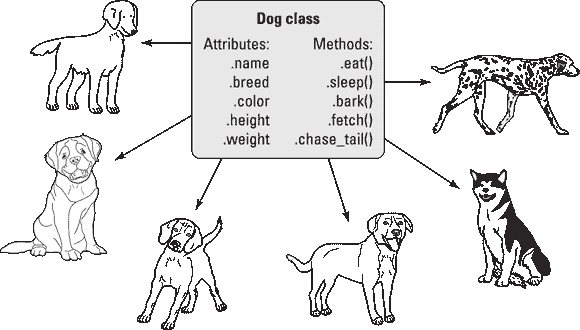 Dog class
Attributes: Methods:
.name .eat()
.breed .sleep()
.color .bark()
.height .fetch()
.weight .chase_tail()